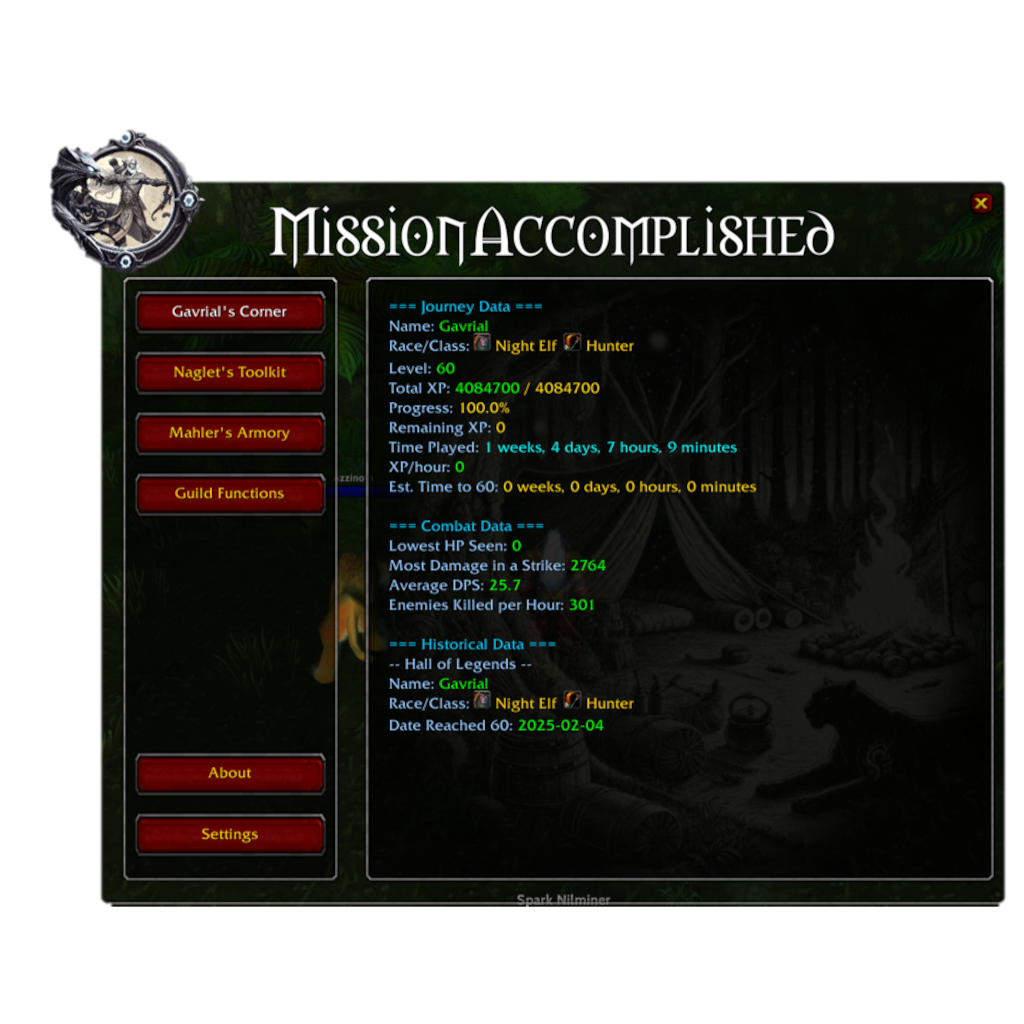 MissionAccomplished
Gavrial's Corner
Naglet's Toolkit
Mahler's Armory
Guild Functions
About
Settings
=== Journey Data ===
Name: Gavrial
Race/Class: Night Elf Hunter
Level: 60
Total XP: 4084700 / 4084700
Progress: 100.0%
Remaining XP: 0
Time Played: 1 weeks, 4 days, 7 hours, 9 minutes
XP/hour: 0
Est. Time to 60: 0 weeks, 0 days, 0 hours, 0 minutes
=== Combat Data ===
Lowest HP Seen: 0
Most Damage in a Strike: 2764
Average DPS: 25.7
Enemies Killed per Hour: 301
=== Historical Data ===
-- Hall of Legends --
Name: Gavrial
Race/Class: Night Elf Hunter
Date Reached 60: 2025-02-04
Spark Nilminer